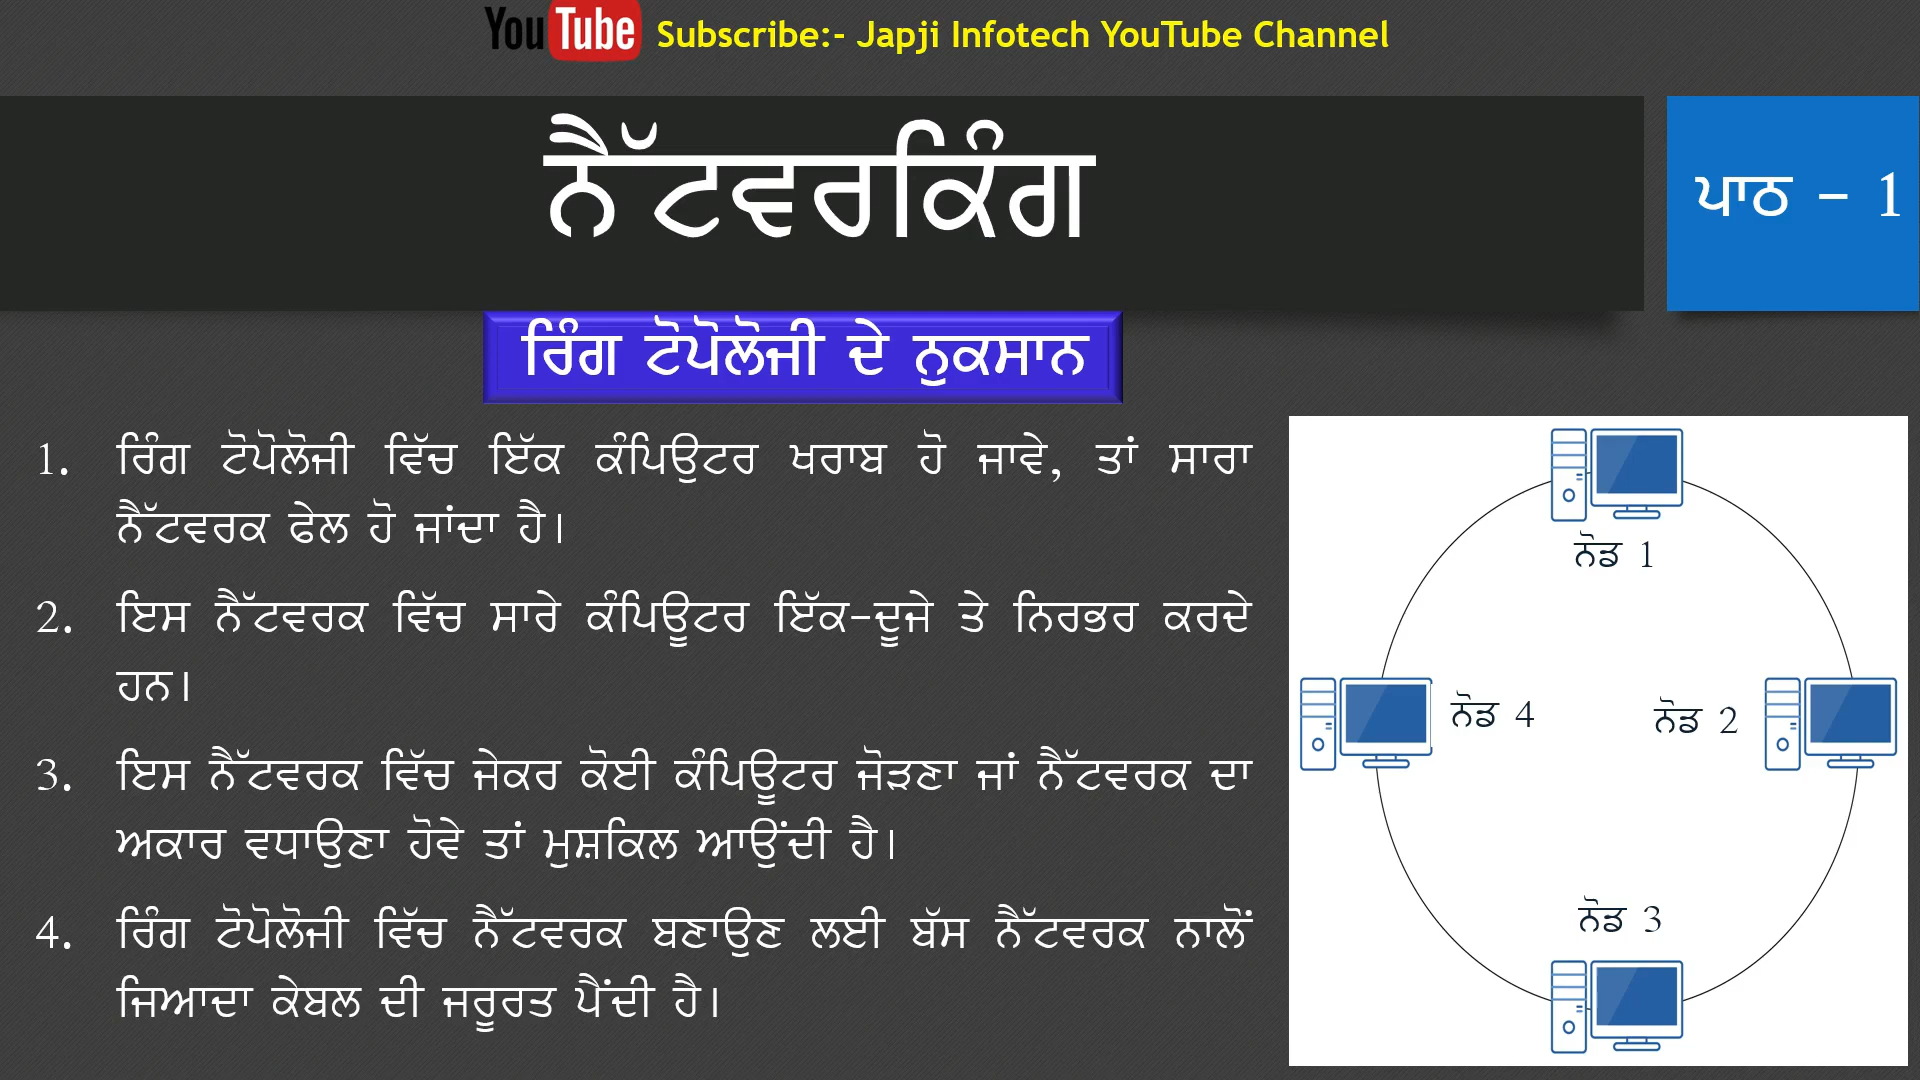 YouTube Subscribe:- Japji Infotech YouTube Channel
ਨੈੱਟਵਰਕਿੰਗ
ਪਾਠ - 1
ਰਿੰਗ ਟੋਪੋਲੋਜੀ ਦੇ ਨੁਕਸਾਨ
1. ਰਿੰਗ ਟੋਪੋਲੋਜੀ ਵਿੱਚ ਇੱਕ ਕੰਪਿਉਟਰ ਖਰਾਬ ਹੋ ਜਾਵੇ, ਤਾਂ ਸਾਰਾ
ਨੈੱਟਵਰਕ ਫੇਲ ਹੋ ਜਾਂਦਾ ਹੈ।
2. ਇਸ ਨੈੱਟਵਰਕ ਵਿੱਚ ਸਾਰੇ ਕੰਪਿਊਟਰ ਇੱਕ-ਦੂਜੇ ਤੇ ਨਿਰਭਰ ਕਰਦੇ
ਹਨ।
3. ਇਸ ਨੈੱਟਵਰਕ ਵਿੱਚ ਜੇਕਰ ਕੋਈ ਕੰਪਿਊਟਰ ਜੋੜਣਾ ਜਾਂ ਨੈੱਟਵਰਕ ਦਾ
ਅਕਾਰ ਵਧਾਉਣਾ ਹੋਵੇ ਤਾਂ ਮੁਸ਼ਕਿਲ ਆਉਂਦੀ ਹੈ।
4. ਰਿੰਗ ਟੋਪੋਲੋਜੀ ਵਿੱਚ ਨੈੱਟਵਰਕ ਬਣਾਉਣ ਲਈ ਬੱਸ ਨੈੱਟਵਰਕ ਨਾਲੋਂ
ਜਿਆਦਾ ਕੇਬਲ ਦੀ ਜਰੂਰਤ ਪੈਂਦੀ ਹੈ।
ਨੋਡ 1
ਨੋਡ 4
ਨੋਡ 2
ਨੋਡ 3